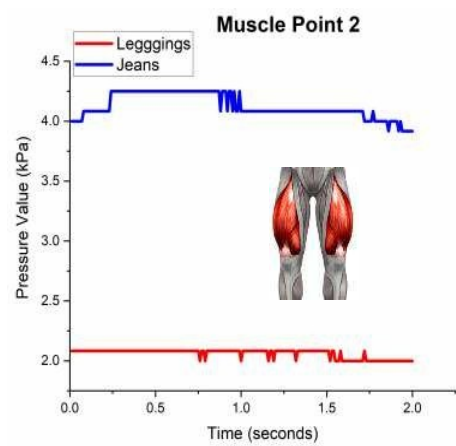 Muscle Point 2
Legggings
Jeans
4.5
4.0
3.5
3.0
2.5
2.0
Pressure Value (kPa)
0.0
0.5
1.0
1.5
2.0
Time (seconds)